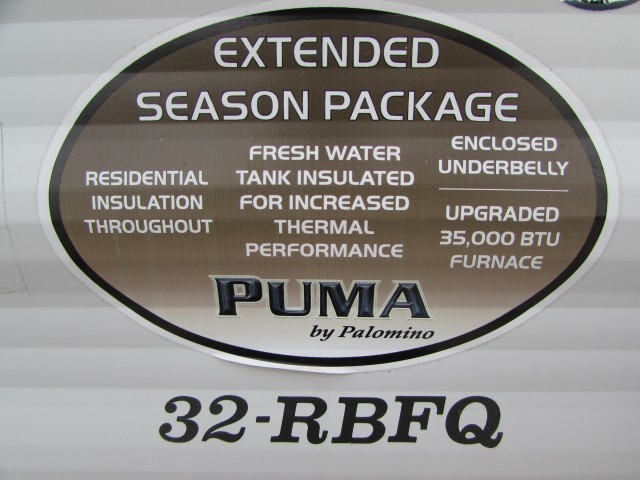 EXTENDED
SEASON PACKAGE
RESIDENTIAL
INSULATION
THROUGHOUT
FRESH WATER
TANK INSULATED
FOR INCREASED
THERMAL
PERFORMANCE
ENCLOSED
UNDERBELLY
UPGRADED
35,000 BTU
FURNACE
PUMA
by Palomino
32-RBFQ